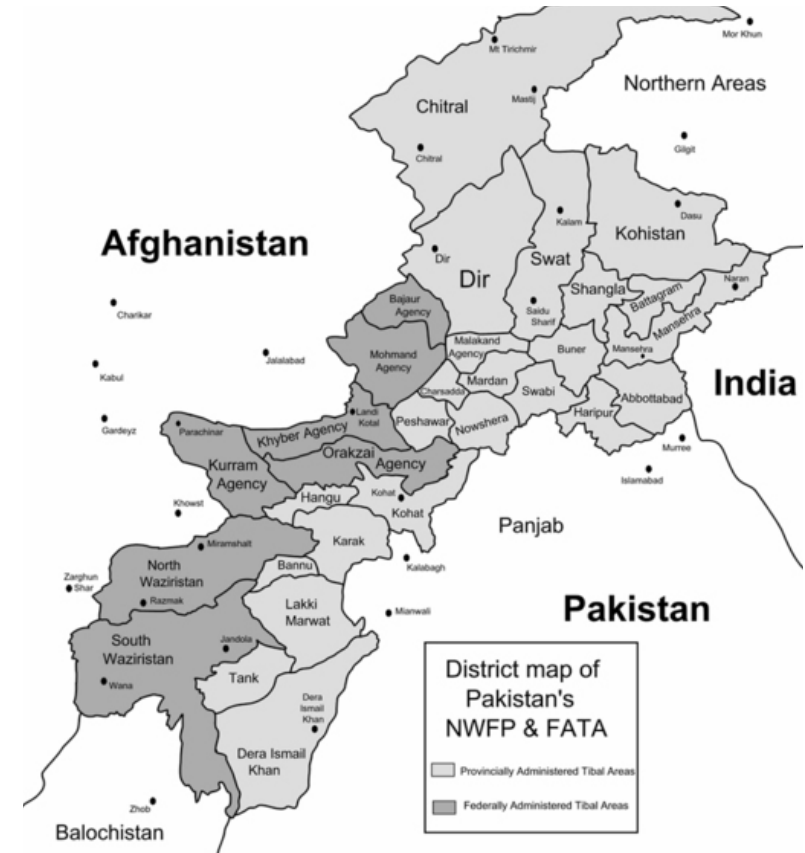 Mor Khun
Mt Tirichmir
Northern Areas
Chitral
Mastij
Gilgit
Chitral
Dasu
Kalam
Kohistan
Afghanistan
Dir
Swat
Dir
Naran
Shangla
Battagram
Bajaur
Agency
Charikar
Saidu
Sharif
Mansehra
Malakand
Agency
Buner
Mansehra
Jalalabad
Mohmand
Agency
Kabul
India
Mardan
Swabi
Abbottabad
Charsadda
Haripur
Landi
Kotal
Peshawar
Nowshera
Gardeyz
Parachinar
Khyber Agency
Murree
Orakzai
Agency
Kurram
Agency
Islamabad
Hangu
Kohat
Kohat
Khowst
Panjab
Karak
Miramshalt
Kalabagh
North
Waziristan
Bannu
Zarghun
Shar
Razmak
Lakki
Marwat
Mianwali
Pakistan
South
Waziristan
Jandola
Wana
Tank
Dera
Ismail
Khan
Dera Ismail
Khan
Zhob
Balochistan
District map of
Pakistan's
NWFP & FATA
Provincially Administered Tibal Areas
Federally Administered Tibal Areas